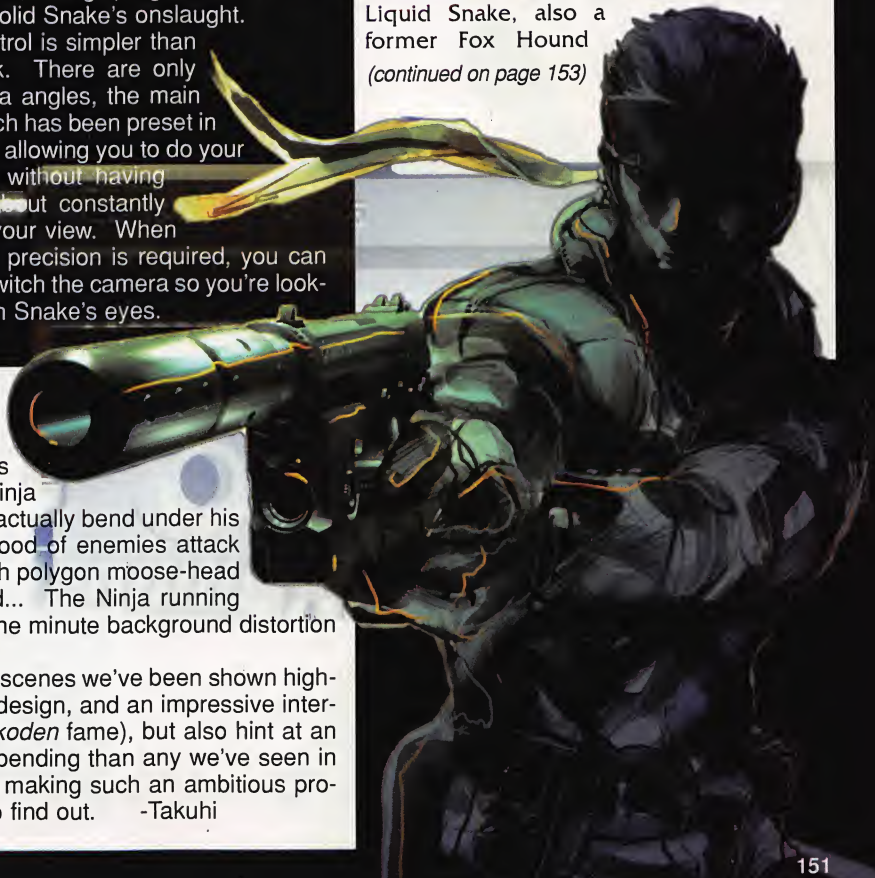 olid Snake's onslaught.
trol is simpler than
k. There are only
a angles, the main
ch has been preset in
allowing you to do your
without having
about constantly
your view. When
precision is required, you can
witch the camera so you're look-
n Snake's eyes.
Liquid Snake, also a
former Fox Hound
(continued on page 153)
s
inja
actually bend under his
ood of enemies attack
h polygon moose-head
d... The Ninja running
he minute background distortion
scenes we've been shown high-
design, and an impressive inter-
koden fame), but also hint at an
pending than any we've seen in
making such an ambitious pro-
o find out. -Takuhi
151